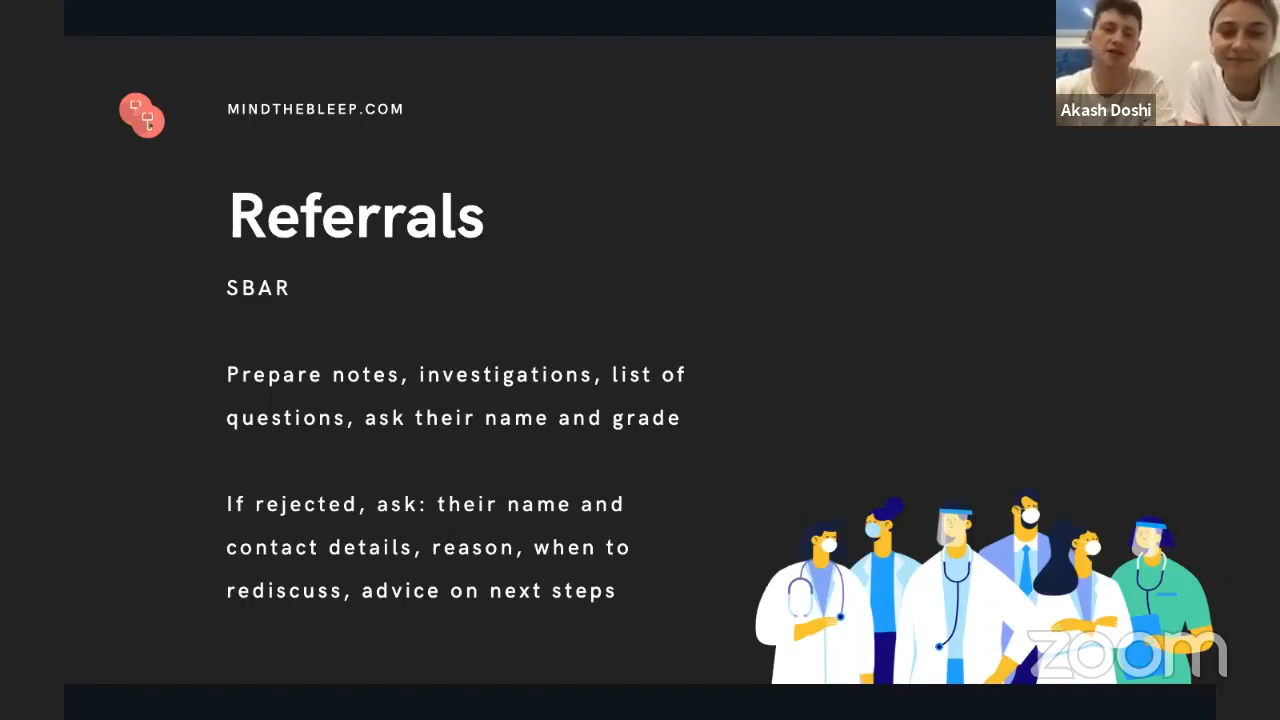 MINDTHEBLEEP.COM
Akash Doshi
Referrals
SBAR
Prepare notes, investigations, list of
questions, ask their name and grade
If rejected, ask: their name and
contact details, reason, when to
rediscuss, advice on next steps
zoom